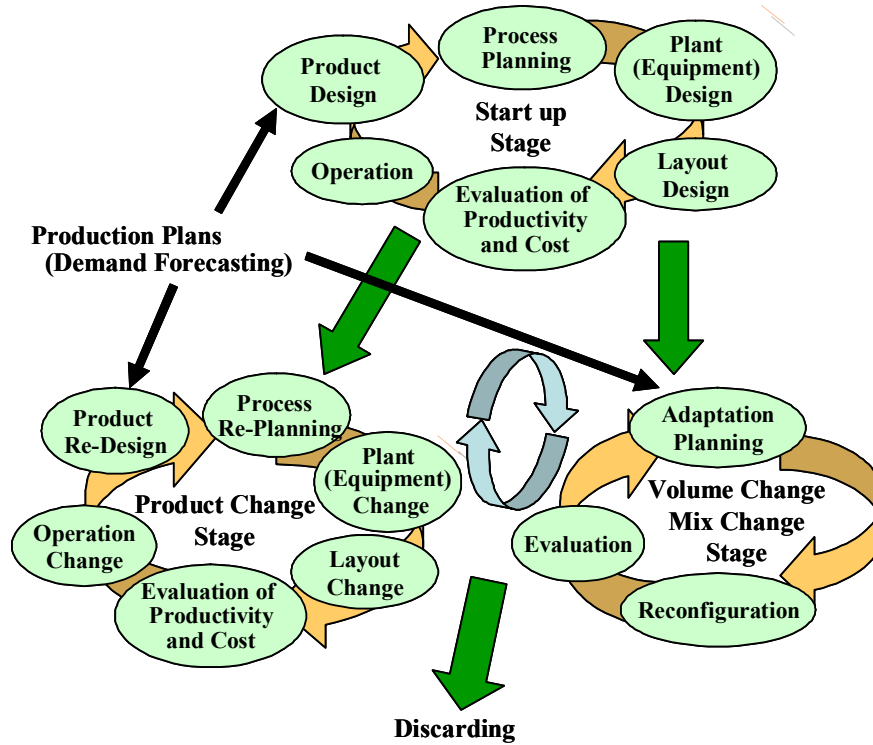 Product
Design
Process
Planning
Plant
(Equipment)
Design
Start up
Stage
Operation
Evaluation of
Productivity
and Cost
Layout
Design
Production Plans
(Demand Forecasting)
Product
Re-Design
Process
Re-Planning
Plant
(Equipment)
Change
Product Change
Stage
Operation
Change
Evaluation of
Productivity
and Cost
Layout
Change
Adaptation
Planning
Volume Change
Mix Change
Stage
Evaluation
Reconfiguration
Discarding